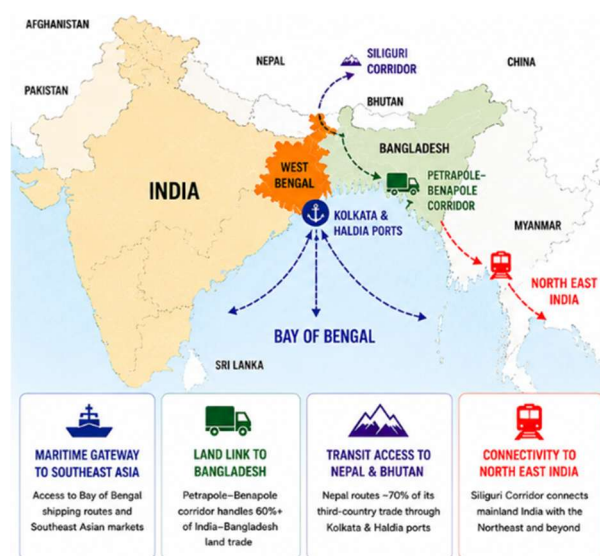 AFGHANISTAN
PAKISTAN
NEPAL
SILIGURI
CORRIDOR
CHINA
BHUTAN
BANGLADESH
INDIA
WEST
BENGAL
PETRAPOLE–
BENAPOLE
CORRIDOR
KOLKATA &
HALDIA PORTS
MYANMAR
NORTH EAST
INDIA
BAY OF BENGAL
SRI LANKA
MARITIME GATEWAY
TO SOUTHEAST ASIA
Access to Bay of Bengal
shipping routes and
Southeast Asian markets
LAND LINK TO
BANGLADESH
Petrapole–Benapole
corridor handles 60%+
of India–Bangladesh
land trade
TRANSIT ACCESS TO
NEPAL & BHUTAN
Nepal routes ~70% of its
third-country trade through
Kolkata & Haldia ports
CONNECTIVITY TO
NORTH EAST INDIA
Siliguri Corridor connects
mainland India with the
Northeast and beyond